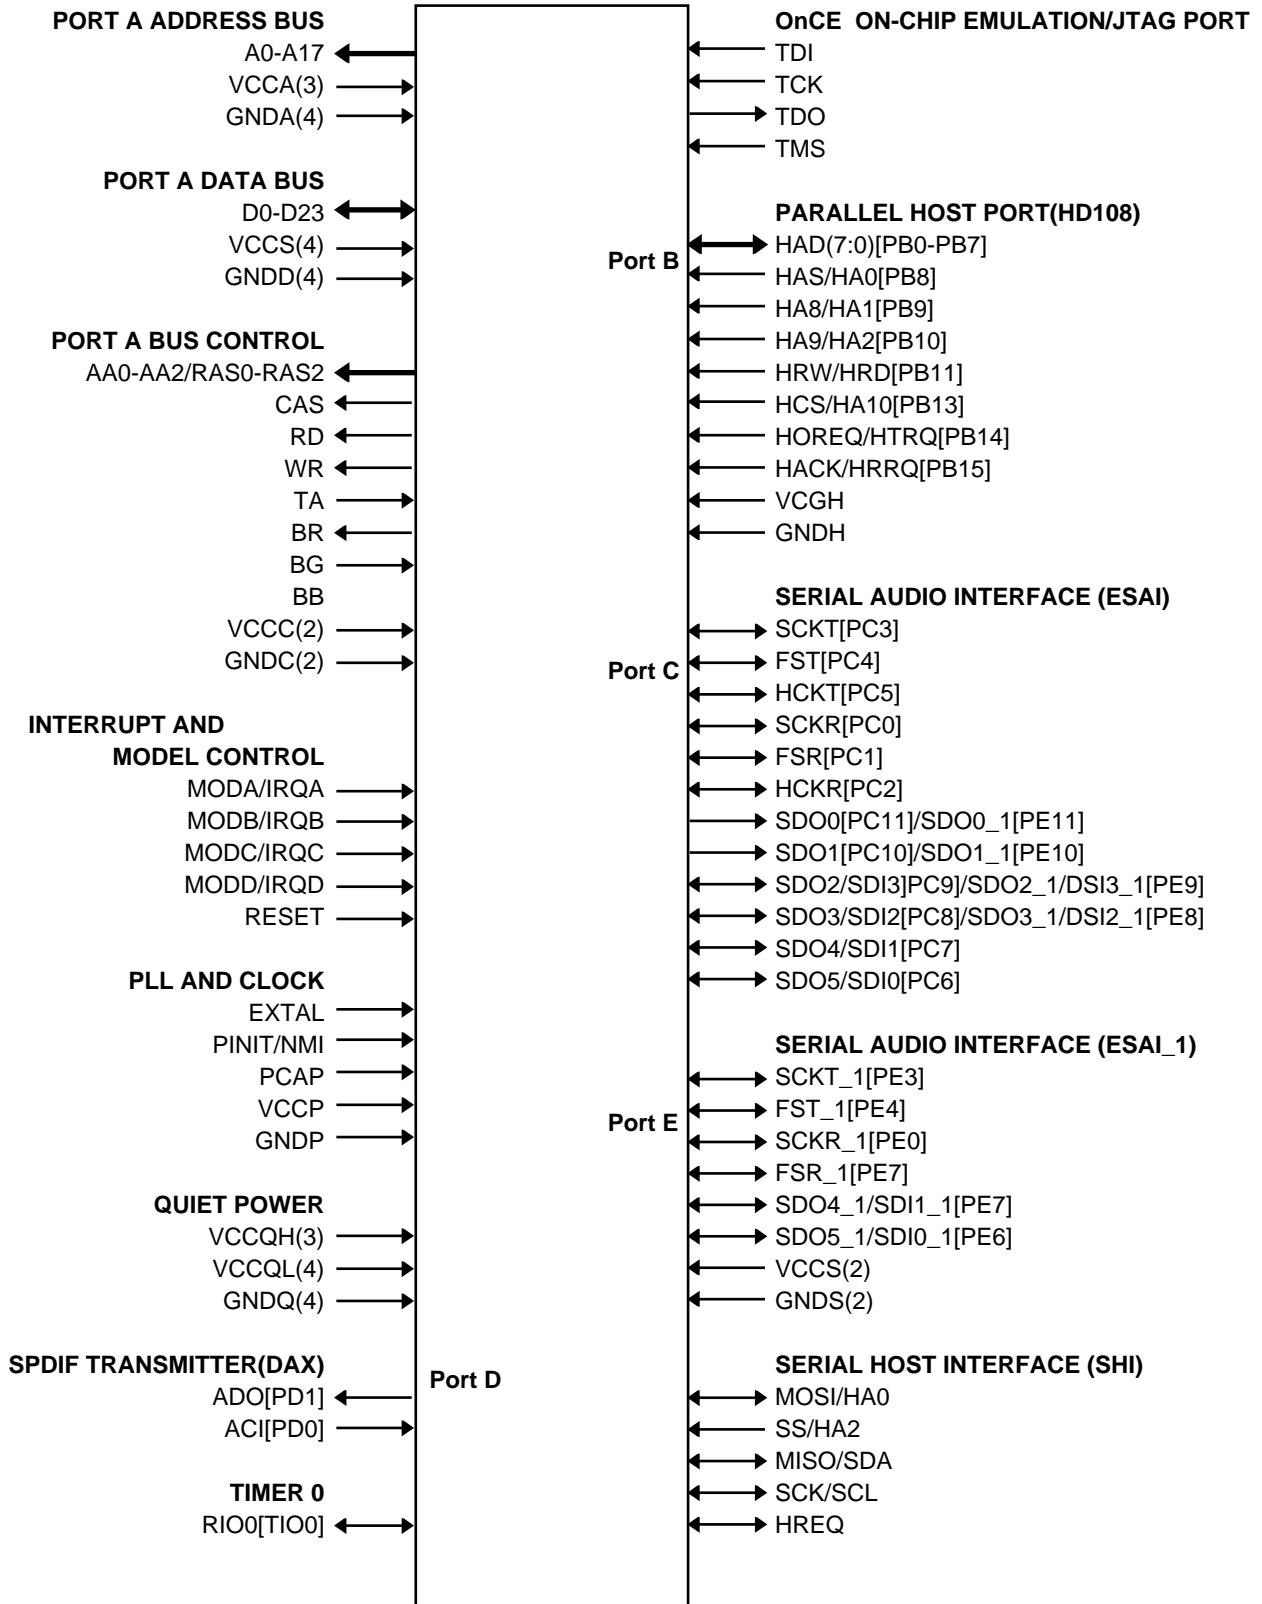 PORT A ADDRESS BUS
A0-A17
VCCA(3)
GNDA(4)
PORT A DATA BUS
D0-D23
VCCS(4)
GNDD(4)
PORT A BUS CONTROL
AA0-AA2/RAS0-RAS2
CAS
RD
WR
TA
BR
BG
BB
VCCC(2)
GNDC(2)
INTERRUPT AND
MODEL CONTROL
MODA/IRQA
MODB/IRQB
MODC/IRQC
MODD/IRQD
RESET
PLL AND CLOCK
EXTAL
PINIT/NMI
PCAP
VCCP
GNDP
QUIET POWER
VCCQH(3)
VCCQL(4)
GNDQ(4)
SPDIF TRANSMITTER(DAX)
ADO[PD1]
ACI[PD0]
TIMER 0
RIO0[TIO0]
Port B
Port C
Port E
Port D
OnCE ON-CHIP EMULATION/JTAG PORT
TDI
TCK
TDO
TMS
PARALLEL HOST PORT(HD108)
HAD(7:0)[PB0-PB7]
HAS/HA0[PB8]
HA8/HA1[PB9]
HA9/HA2[PB10]
HRW/HRD[PB11]
HCS/HA10[PB13]
HOREQ/HTRQ[PB14]
HACK/HRRQ[PB15]
VCGH
GNDH
SERIAL AUDIO INTERFACE (ESAI)
SCKT[PC3]
FST[PC4]
HCKT[PC5]
SCKR[PC0]
FSR[PC1]
HCKR[PC2]
SDO0[PC11]/SDO0_1[PE11]
SDO1[PC10]/SDO1_1[PE10]
SDO2/SDI3]PC9]/SDO2_1/DSI3_1[PE9]
SDO3/SDI2[PC8]/SDO3_1/DSI2_1[PE8]
SDO4/SDI1[PC7]
SDO5/SDI0[PC6]
SERIAL AUDIO INTERFACE (ESAI_1)
SCKT_1[PE3]
FST_1[PE4]
SCKR_1[PE0]
FSR_1[PE7]
SDO4_1/SDI1_1[PE7]
SDO5_1/SDI0_1[PE6]
VCCS(2)
GNDS(2)
SERIAL HOST INTERFACE (SHI)
MOSI/HA0
SS/HA2
MISO/SDA
SCK/SCL
HREQ